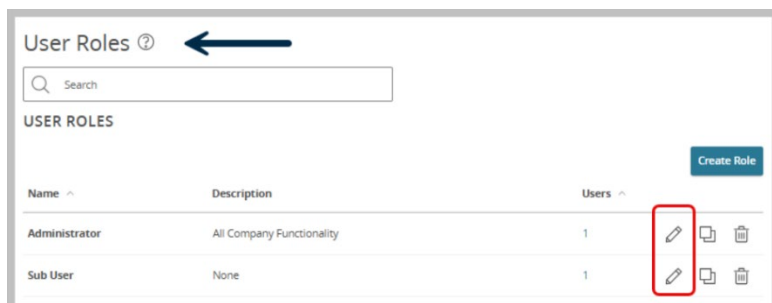 User Roles ?
Search
USER ROLES
Create Role
Name Description Users
Administrator All Company Functionality 1
Sub User None 1